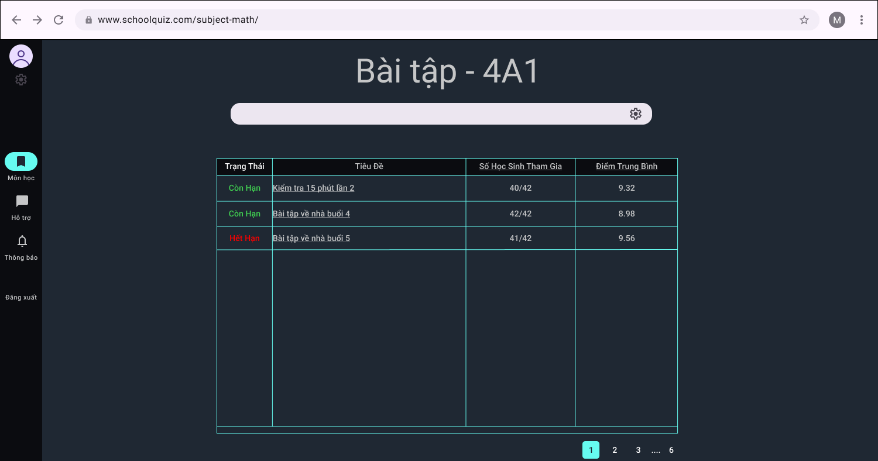 www.schoolquiz.com/subject-math/
M
Bài tập - 4A1
Môn học
Hỗ trợ
Thông báo
Đăng xuất
Trạng Thái Tiêu Đề Số Học Sinh Tham Gia Điểm Trung Bình
Còn Hạn Kiểm tra 15 phút lần 2 40/42 9.32
Còn Hạn Bài tập về nhà buổi 4 42/42 8.98
Hết Hạn Bài tập về nhà buổi 5 41/42 9.56
1 2 3 .... 6